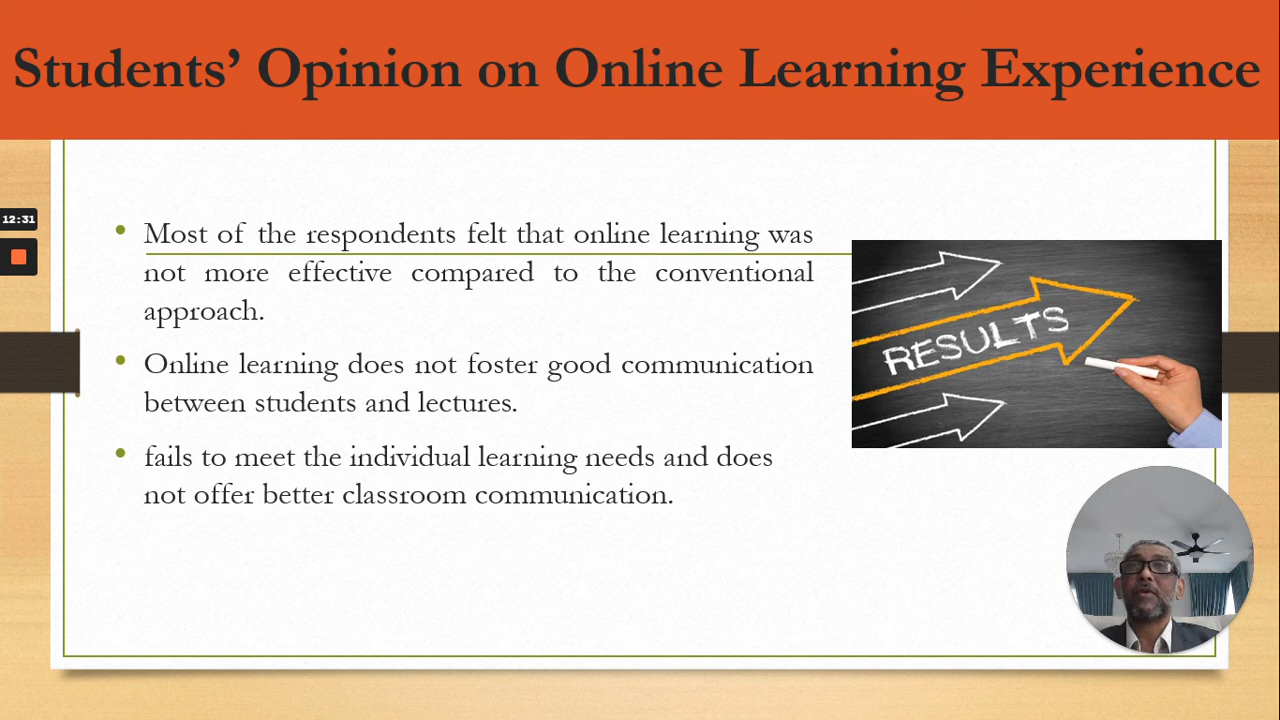 Students’ Opinion on Online Learning Experience
12:31
• Most of the respondents felt that online learning was
not more effective compared to the conventional
approach.
• Online learning does not foster good communication
between students and lectures.
• fails to meet the individual learning needs and does
not offer better classroom communication.
RESULTS